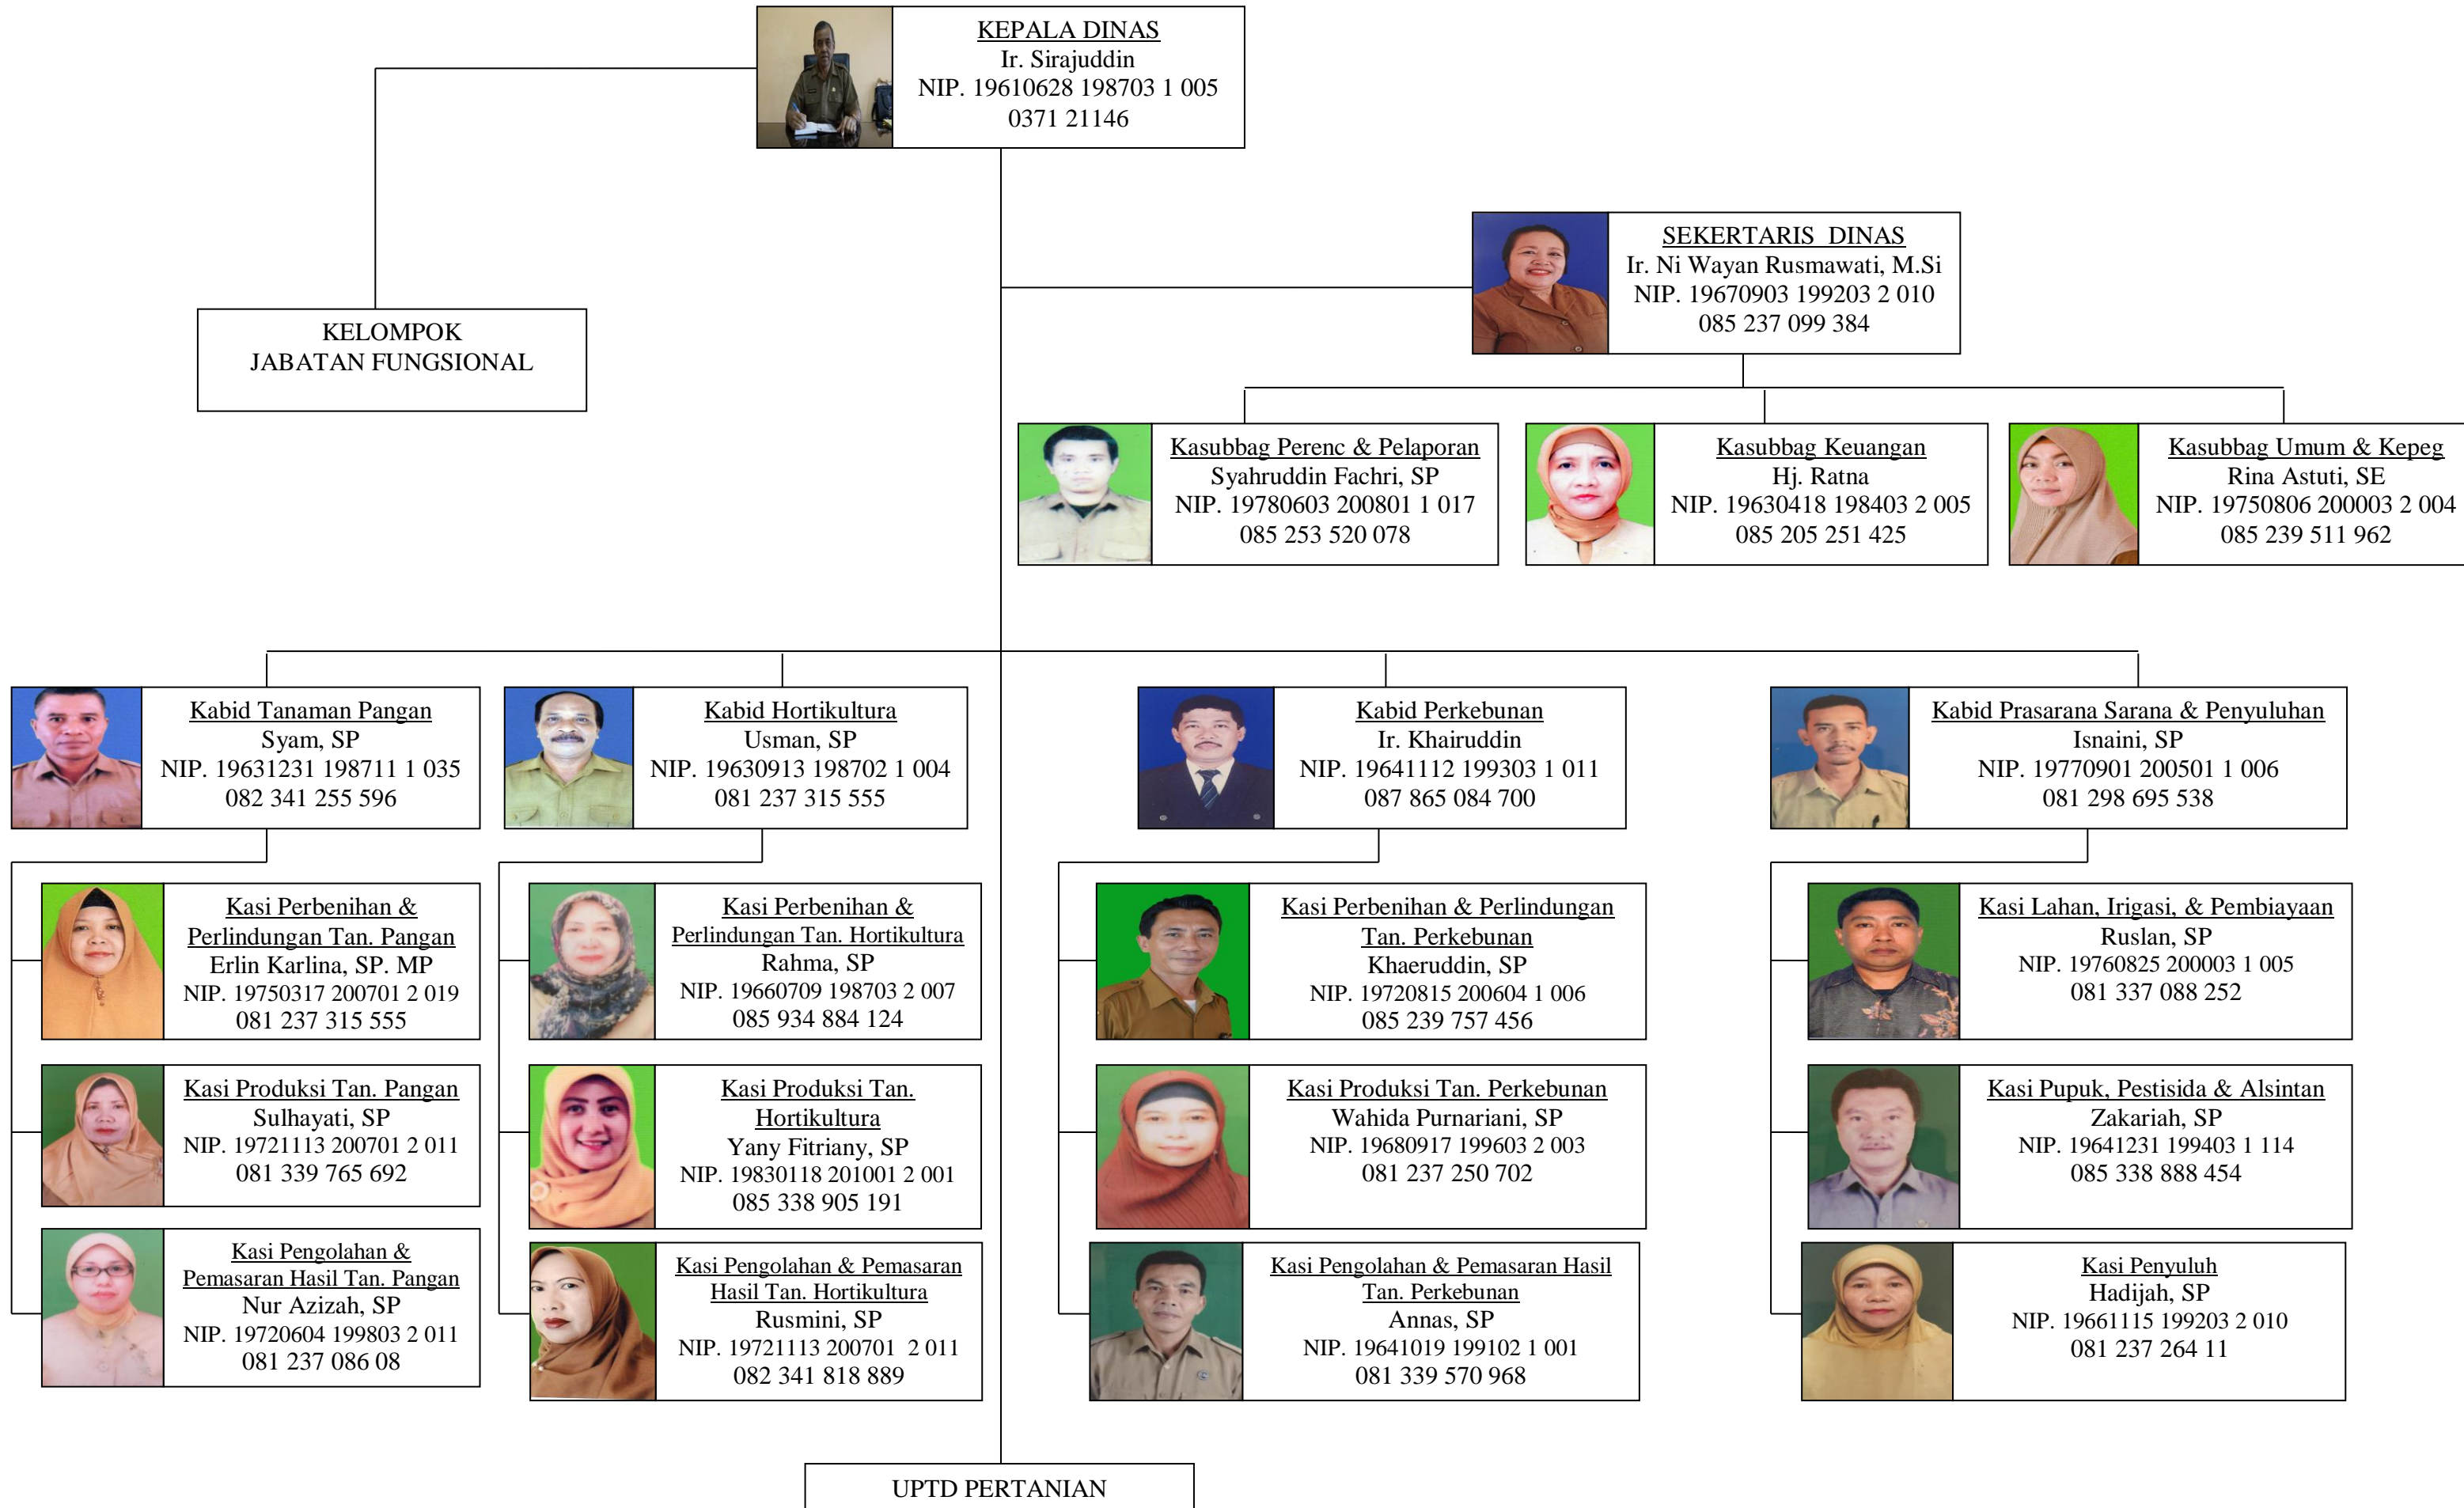 KEPALA DINAS
Ir. Sirajuddin
NIP. 19610628 198703 1 005
0371 21146
SEKERTARIS  DINAS
Ir. Ni Wayan Rusmawati, M.Si
NIP. 19670903 199203 2 010
085 237 099 384
KELOMPOK
JABATAN FUNGSIONAL
Kasubbag Perenc & Pelaporan
Syahruddin Fachri, SP
NIP. 19780603 200801 1 017
085 253 520 078
Kasubbag Keuangan
Hj. Ratna
NIP. 19630418 198403 2 005
085 205 251 425
Kasubbag Umum & Kepeg
Rina Astuti, SE
NIP. 19750806 200003 2 004
085 239 511 962
Kabid Tanaman Pangan
Syam, SP
NIP. 19631231 198711 1 035
082 341 255 596
Kabid Hortikultura
Usman, SP
NIP. 19630913 198702 1 004
081 237 315 555
Kabid Perkebunan
Ir. Khairuddin
NIP. 19641112 199303 1 011
087 865 084 700
Kabid Prasarana Sarana & Penyuluhan
Isnaini, SP
NIP. 19770901 200501 1 006
081 298 695 538
Kasi Perbenihan &
Perlindungan Tan. Pangan
Erlin Karlina, SP. MP
NIP. 19750317 200701 2 019
081 237 315 555
Kasi Perbenihan &
Perlindungan Tan. Hortikultura
Rahma, SP
NIP. 19660709 198703 2 007
085 934 884 124
Kasi Perbenihan & Perlindungan
Tan. Perkebunan
Khaeruddin, SP
NIP. 19720815 200604 1 006
085 239 757 456
Kasi Lahan, Irigasi, & Pembiayaan
Ruslan, SP
NIP. 19760825 200003 1 005
081 337 088 252
Kasi Produksi Tan. Pangan
Sulhayati, SP
NIP. 19721113 200701 2 011
081 339 765 692
Kasi Produksi Tan.
Hortikultura
Yany Fitriany, SP
NIP. 19830118 201001 2 001
085 338 905 191
Kasi Produksi Tan. Perkebunan
Wahida Purnariani, SP
NIP. 19680917 199603 2 003
081 237 250 702
Kasi Pupuk, Pestisida & Alsintan
Zakariah, SP
NIP. 19641231 199403 1 114
085 338 888 454
Kasi Pengolahan &
Pemasaran Hasil Tan. Pangan
Nur Azizah, SP
NIP. 19720604 199803 2 011
081 237 086 08
Kasi Pengolahan & Pemasaran
Hasil Tan. Hortikultura
Rusmini, SP
NIP. 19721113 200701  2 011
082 341 818 889
Kasi Pengolahan & Pemasaran Hasil
Tan. Perkebunan
Annas, SP
NIP. 19641019 199102 1 001
081 339 570 968
Kasi Penyuluh
Hadijah, SP
NIP. 19661115 199203 2 010
081 237 264 11
UPTD PERTANIAN